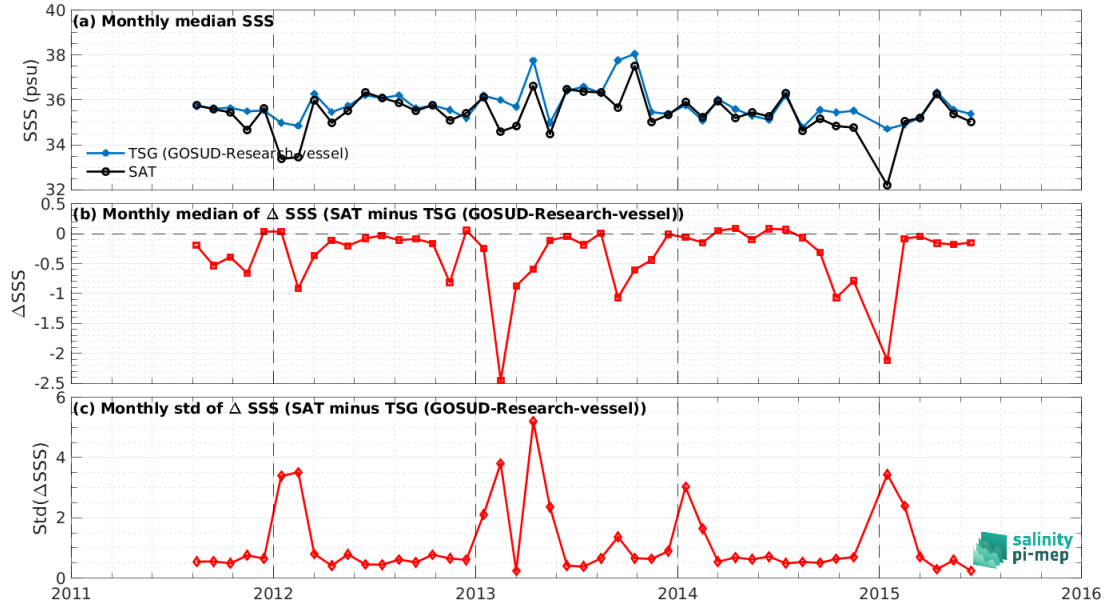 (a) Monthly median SSS
40
38
36
34
32
SSS (psu)
TSG (GOSUD-Research-vessel)
SAT
(b) Monthly median of Δ SSS (SAT minus TSG (GOSUD-Research-vessel))
0.5
0
-0.5
-1
-1.5
-2
-2.5
ΔSSS
(c) Monthly std of Δ SSS (SAT minus TSG (GOSUD-Research-vessel))
6
4
2
0
Std(ΔSSS)
salinity
pi-mep
2011 2012 2013 2014 2015 2016